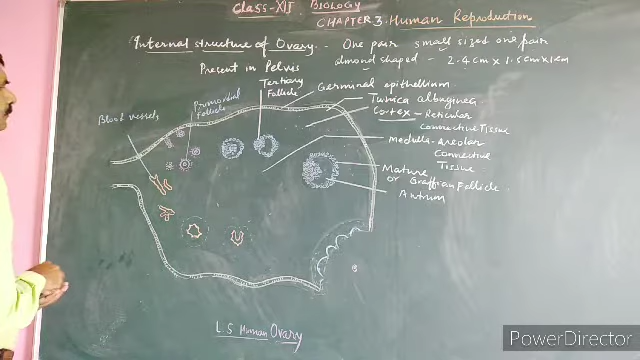 Class-XII BIOLOGY
CHAPTER 3. Human Reproduction
Internal structure of Ovary - One pair small sized one pair
almond shaped - 2.4cm x 1.5cm x 1cm
Present in Pelvis
Tertiary
Follicle
Germinal epithellium
Primordial
Follicle
Tunica albuginea
Cortex - Reticular
connective Tissue
Blood vessels
Medulla - areolar
connective
Tissue
Mature
or Graffian Follicle
Antrum
L.S Human Ovary
PowerDirector